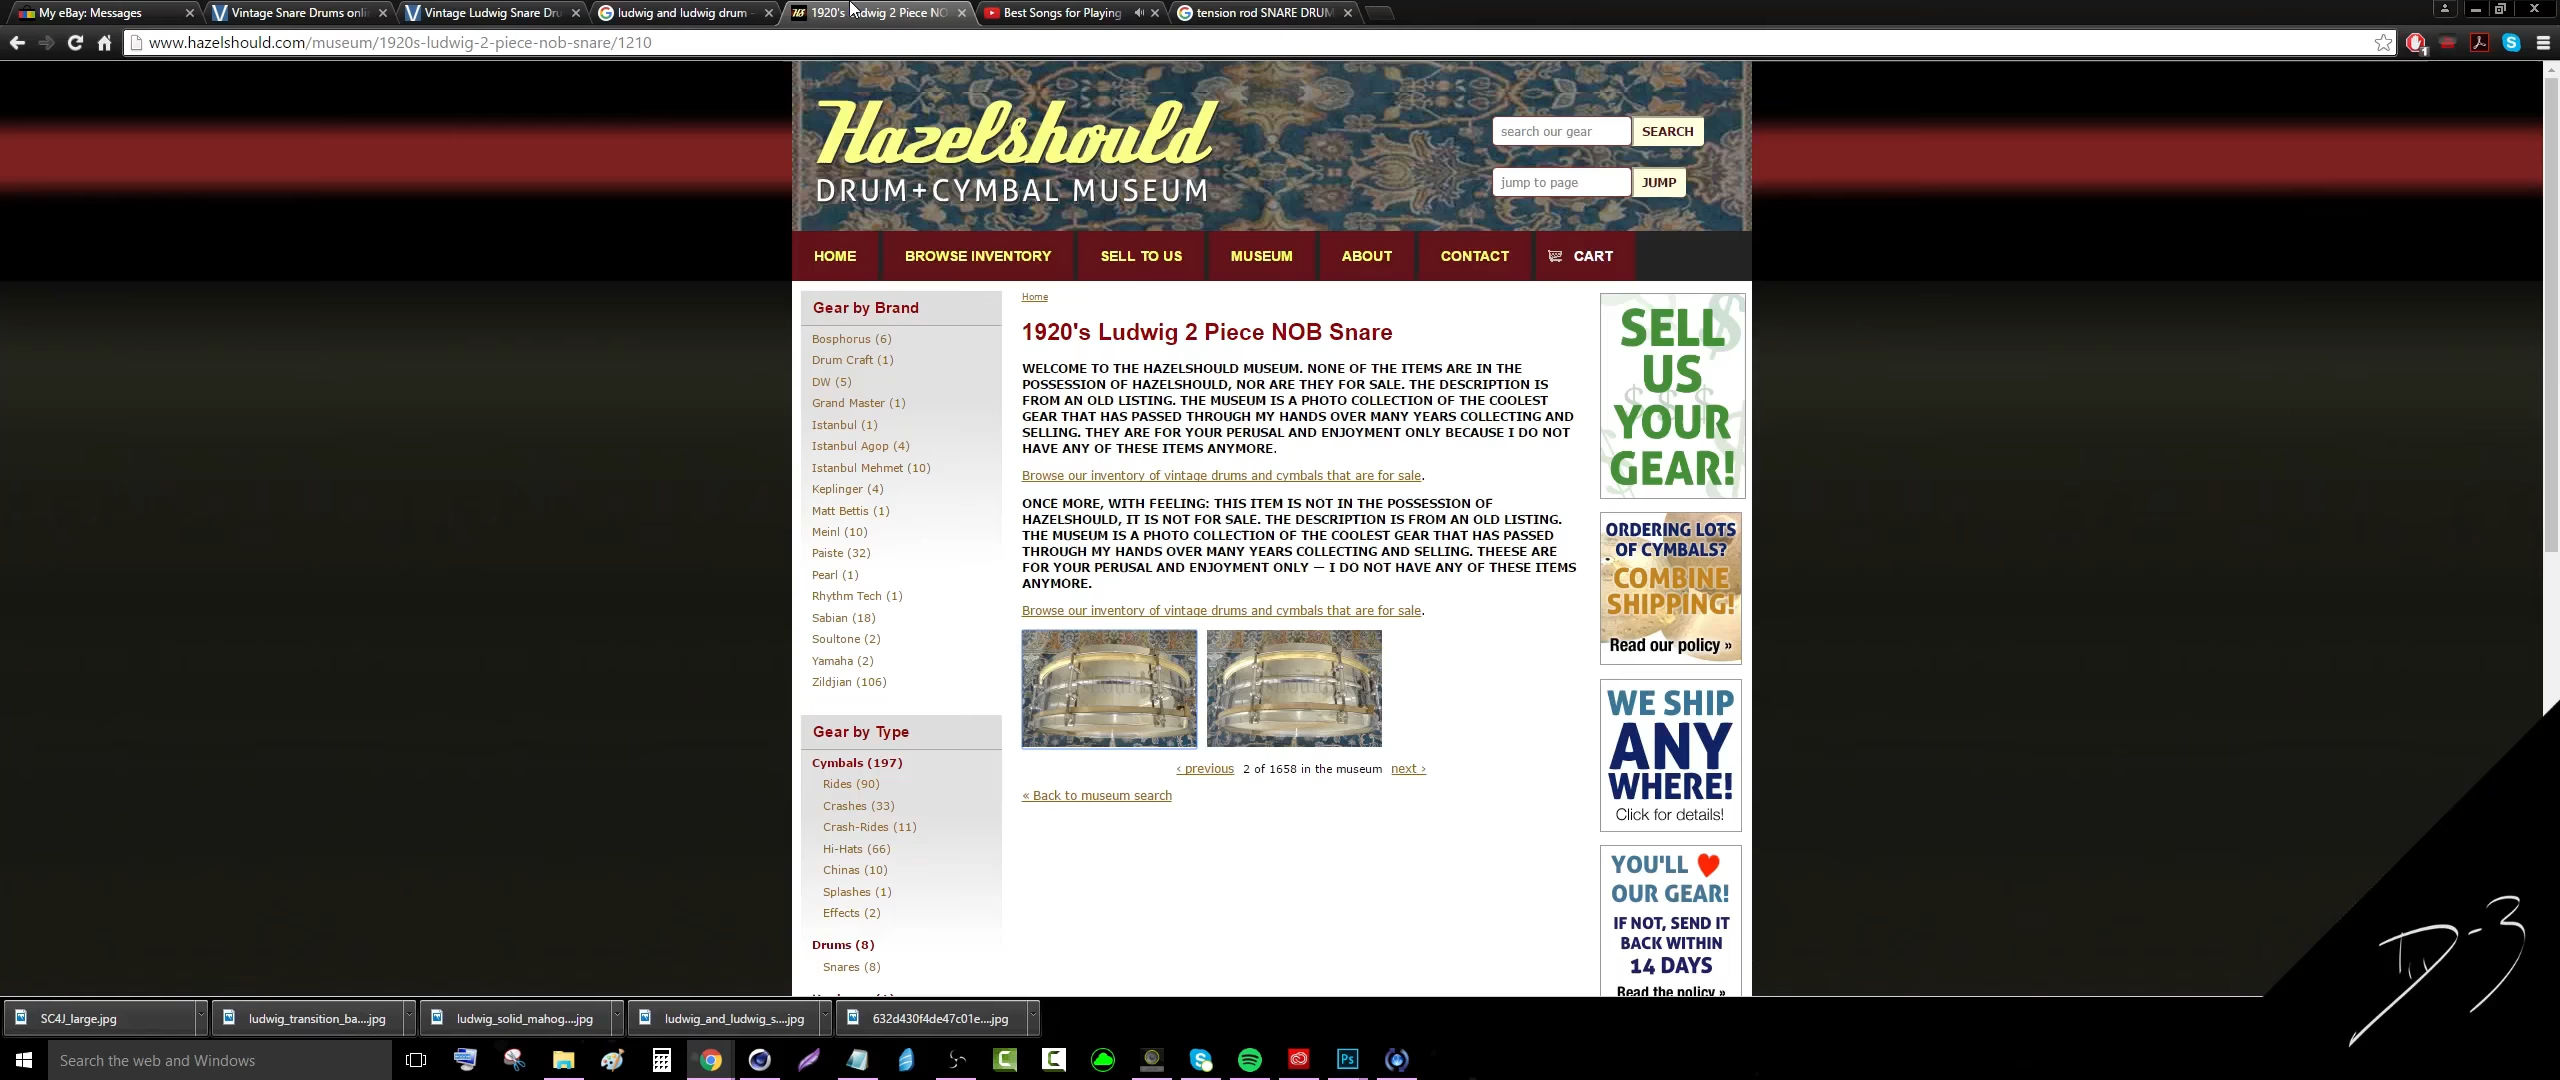 My eBay: Messages
Vintage Snare Drums onli
Vintage Ludwig Snare Dru
ludwig and ludwig drum -
1920's Ludwig 2 Piece NO
Best Songs for Playing
tension rod SNARE DRUM
www.hazelshould.com/museum/1920s-ludwig-2-piece-nob-snare/1210
1
Hazelshould
DRUM+CYMBAL MUSEUM
search our gear
SEARCH
jump to page
JUMP
HOME
BROWSE INVENTORY
SELL TO US
MUSEUM
ABOUT
CONTACT
CART
Gear by Brand
Bosphorus (6)
Drum Craft (1)
DW (5)
Grand Master (1)
Istanbul (1)
Istanbul Agop (4)
Istanbul Mehmet (10)
Keplinger (4)
Matt Bettis (1)
Meinl (10)
Paiste (32)
Pearl (1)
Rhythm Tech (1)
Sabian (18)
Soultone (2)
Yamaha (2)
Zildjian (106)
Gear by Type
Cymbals (197)
Rides (90)
Crashes (33)
Crash-Rides (11)
Hi-Hats (66)
Chinas (10)
Splashes (1)
Effects (2)
Drums (8)
Snares (8)
Home
1920's Ludwig 2 Piece NOB Snare
WELCOME TO THE HAZELSHOULD MUSEUM. NONE OF THE ITEMS ARE IN THE
POSSESSION OF HAZELSHOULD, NOR ARE THEY FOR SALE. THE DESCRIPTION IS
FROM AN OLD LISTING. THE MUSEUM IS A PHOTO COLLECTION OF THE COOLEST
GEAR THAT HAS PASSED THROUGH MY HANDS OVER MANY YEARS COLLECTING AND
SELLING. THEY ARE FOR YOUR PERUSAL AND ENJOYMENT ONLY BECAUSE I DO NOT
HAVE ANY OF THESE ITEMS ANYMORE.
Browse our inventory of vintage drums and cymbals that are for sale.
ONCE MORE, WITH FEELING: THIS ITEM IS NOT IN THE POSSESSION OF
HAZELSHOULD, IT IS NOT FOR SALE. THE DESCRIPTION IS FROM AN OLD LISTING.
THE MUSEUM IS A PHOTO COLLECTION OF THE COOLEST GEAR THAT HAS PASSED
THROUGH MY HANDS OVER MANY YEARS COLLECTING AND SELLING. THEESE ARE
FOR YOUR PERUSAL AND ENJOYMENT ONLY — I DO NOT HAVE ANY OF THESE ITEMS
ANYMORE.
Browse our inventory of vintage drums and cymbals that are for sale.
‹ previous 2 of 1658 in the museum next ›
« Back to museum search
SELL
US
YOUR
GEAR!
ORDERING LOTS
OF CYMBALS?
COMBINE
SHIPPING!
Read our policy »
WE SHIP
ANY
WHERE!
Click for details!
YOU'LL
OUR GEAR!
IF NOT, SEND IT
BACK WITHIN
14 DAYS
Read the policy »
D-3
SC4J_large.jpg
ludwig_transition_ba....jpg
ludwig_solid_mahog....jpg
ludwig_and_ludwig_s....jpg
632d430f4de47c01e....jpg
Search the web and Windows
Ps